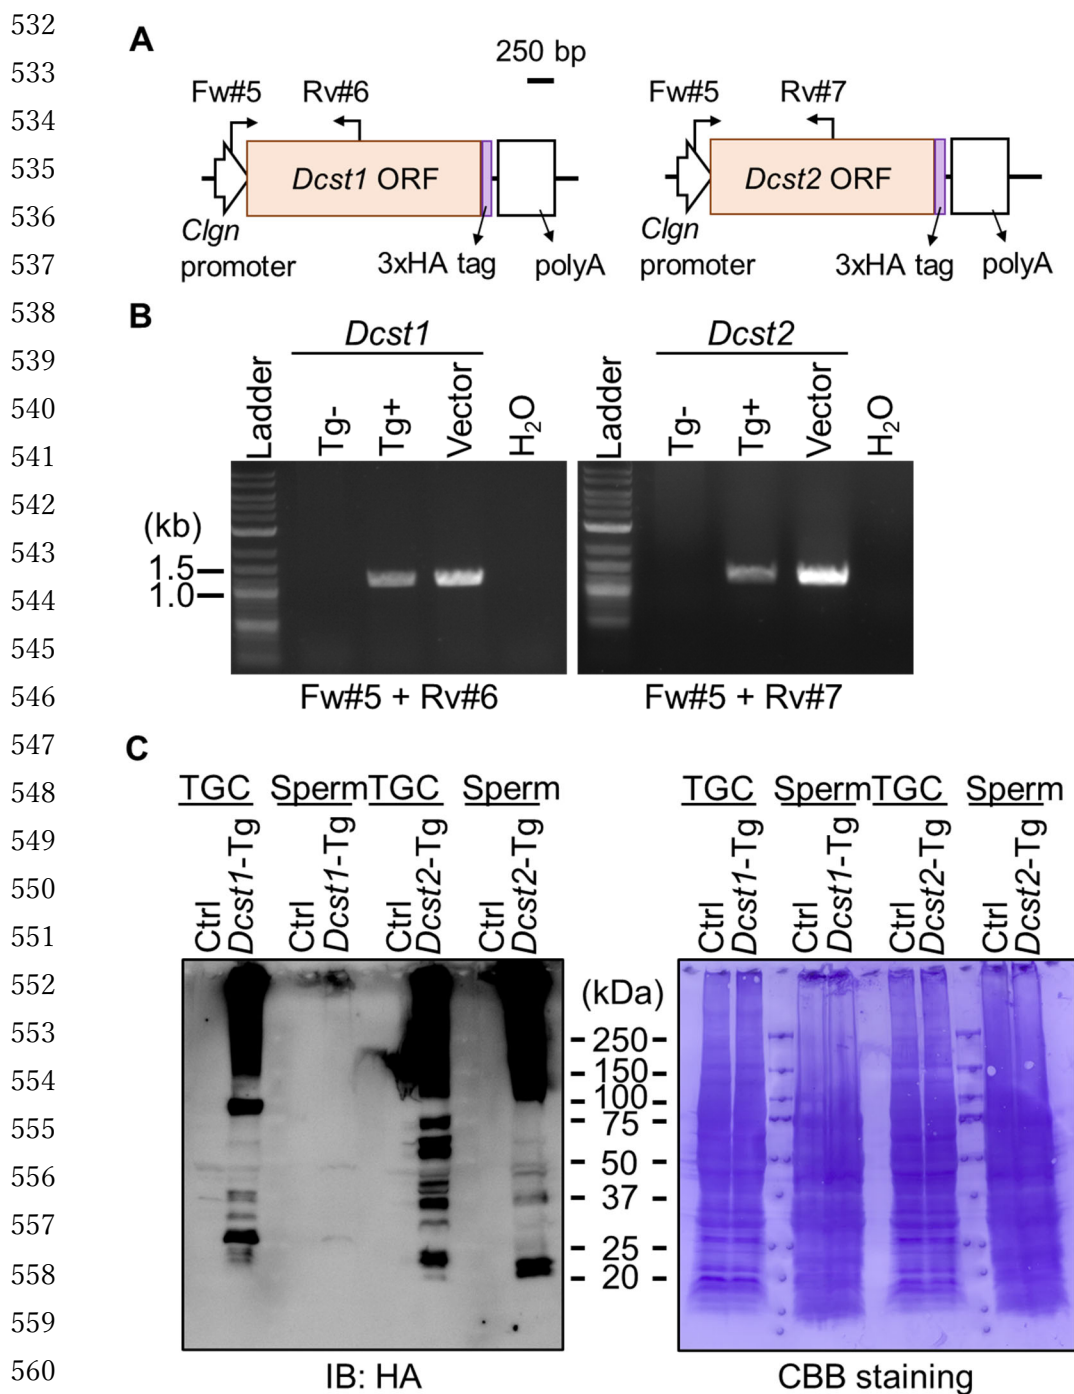 532
533
534
535
536
537
538
539
540
541
542
543
544
545
546
547
548
549
550
551
552
553
554
555
556
557
558
559
560
A
250 bp
Fw#5 Rv#6
Dcst1 ORF
Clgn promoter
3xHA tag
polyA
Fw#5 Rv#7
Dcst2 ORF
Clgn promoter
3xHA tag
polyA
B
Dcst1
Ladder Tg- Tg+ Vector H₂O
Dcst2
Ladder Tg- Tg+ Vector H₂O
(kb)
1.5
1.0
Fw#5 + Rv#6
Fw#5 + Rv#7
C
TGC Sperm TGC Sperm
Ctrl Dcst1-Tg Ctrl Dcst1-Tg Ctrl Dcst2-Tg Ctrl Dcst2-Tg
TGC Sperm TGC Sperm
Ctrl Dcst1-Tg Ctrl Dcst1-Tg Ctrl Dcst2-Tg Ctrl Dcst2-Tg
(kDa)
250
150
100
75
50
37
25
20
IB: HA
CBB staining